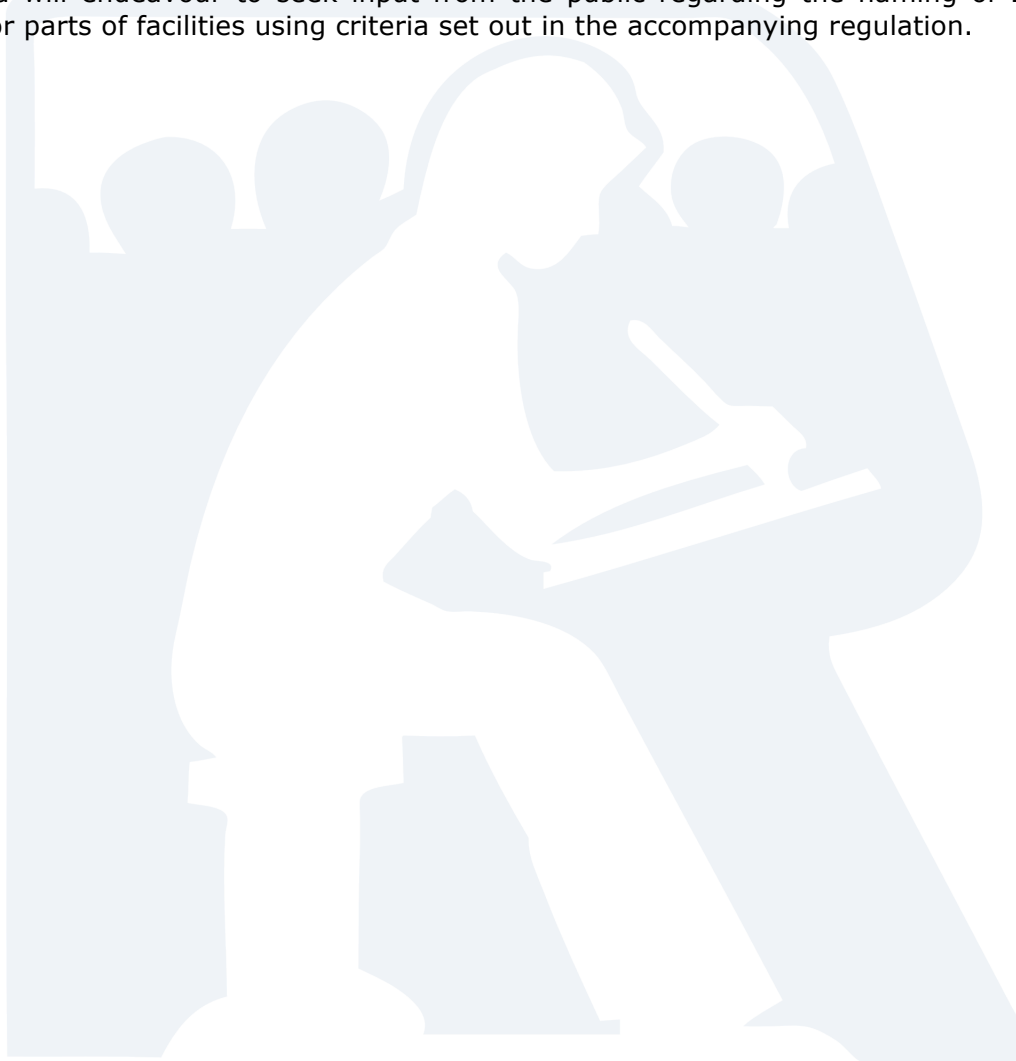 will endeavour to seek input from the public regarding the naming of
or parts of facilities using criteria set out in the accompanying regulation.